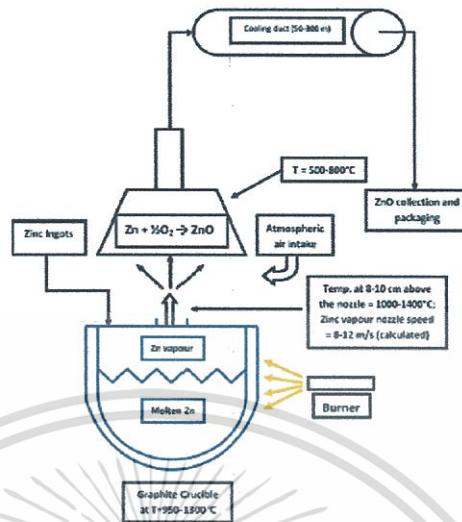 Cooling duct (50-300 m)
T = 500-800°C
Zn + ½O₂ → ZnO
ZnO collection and
packaging
Zinc Ingots
Atmospheric
air intake
Temp. at 8-10 cm above
the nozzle = 1000-1400°C;
Zinc vapour nozzle speed
= 8-12 m/s (calculated)
Zn vapour
Molten Zn
Burner
Graphite Crucible
at T=950-1300°C